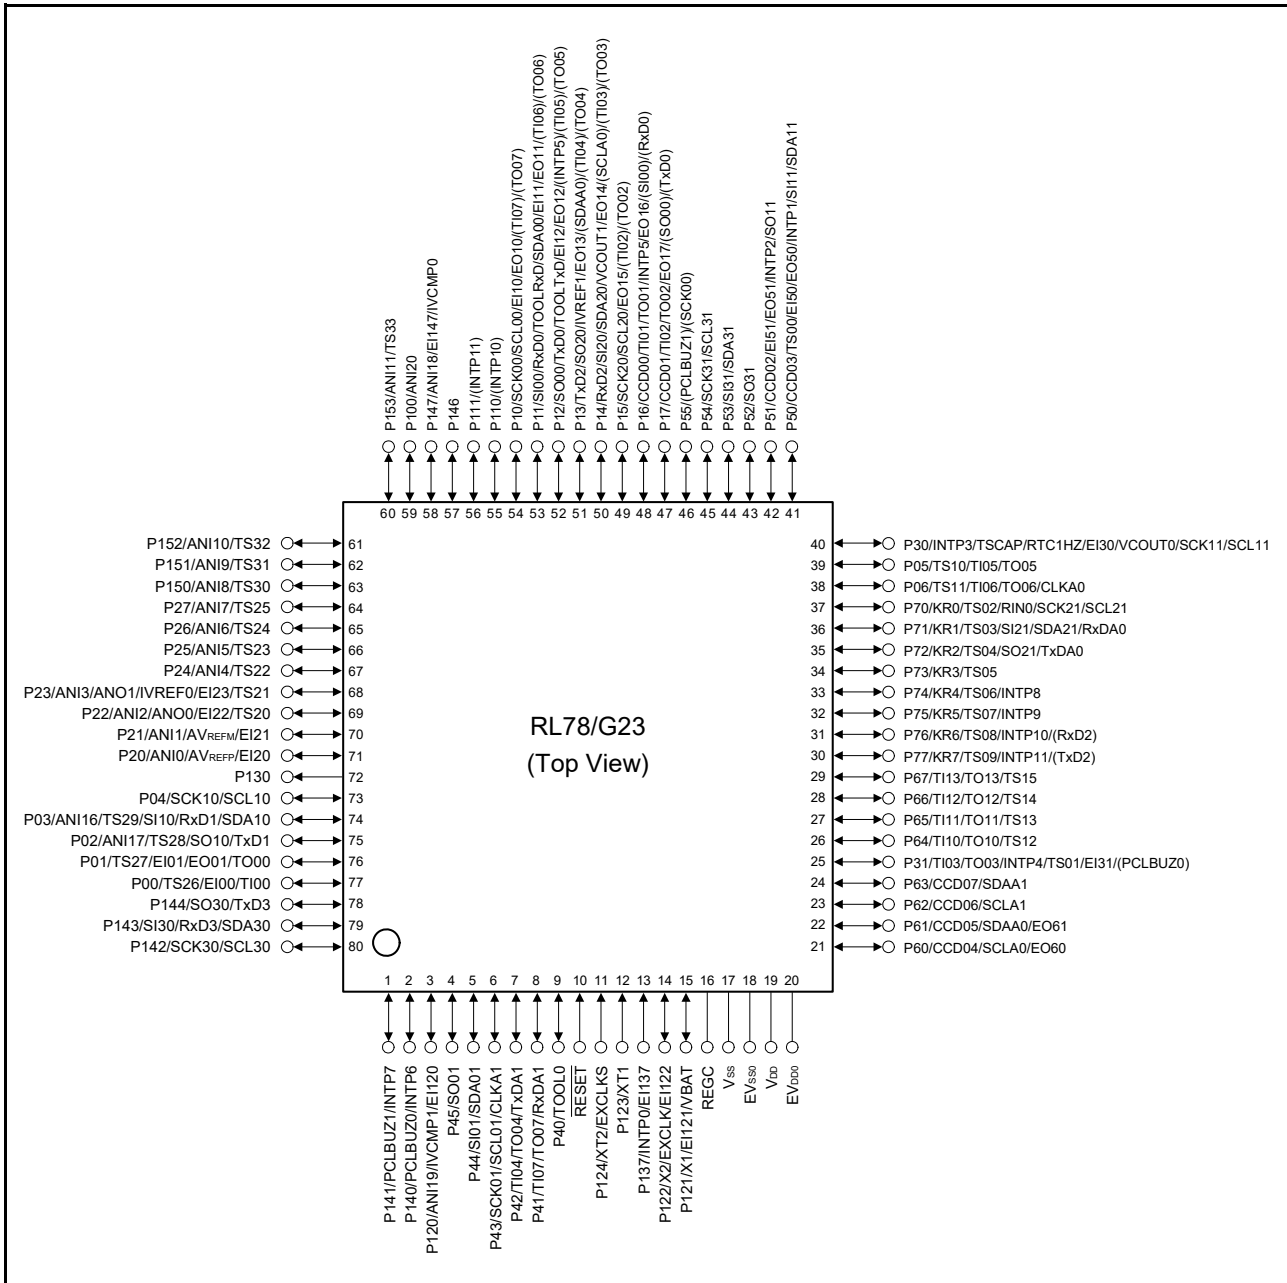 P153/ANI11/TS33
P100/ANI20
P147/ANI18/EI147/IVCMP0
P146
P111/(INTP11)
P110/(INTP10)
P10/SCK00/SCL00/EI10/EO10/(TI07)/(TO07)
P11/SI00/RxD0/TOOLRxD/SDA00/EI11/EO11/(TI06)/(TO06)
P12/SO00/TxD0/TOOLTxD/EI12/EO12/(INTP5)/(TI05)/(TO05)
P13/TxD2/SO20/IVREF1/EO13/(SDAA0)/(TI04)/(TO04)
P14/RxD2/SI20/SDA20/VCOUT1/EO14/(SCLA0)/(TI03)/(TO03)
P15/SCK20/SCL20/EO15/(TI02)/(TO02)
P16/CCD00/TI01/TO01/INTP5/EO16/(SI00)/(RxD0)
P17/CCD01/TI02/TO02/EO17/(SO00)/(TxD0)
P55/(PCLBUZ1)/(SCK00)
P54/SCK31/SCL31
P53/SI31/SDA31
P52/SO31
P51/CCD02/EI51/EO51/INTP2/SO11
P50/CCD03/TS00/EI50/EO50/INTP1/SI11/SDA11
60 59 58 57 56 55 54 53 52 51 50 49 48 47 46 45 44 43 42 41
P152/ANI10/TS32 61
P151/ANI9/TS31 62
P150/ANI8/TS30 63
P27/ANI7/TS25 64
P26/ANI6/TS24 65
P25/ANI5/TS23 66
P24/ANI4/TS22 67
P23/ANI3/ANO1/IVREF0/EI23/TS21 68
P22/ANI2/ANO0/EI22/TS20 69
P21/ANI1/AVREFM/EI21 70
P20/ANI0/AVREFP/EI20 71
P130 72
P04/SCK10/SCL10 73
P03/ANI16/TS29/SI10/RxD1/SDA10 74
P02/ANI17/TS28/SO10/TxD1 75
P01/TS27/EI01/EO01/TO00 76
P00/TS26/EI00/TI00 77
P144/SO30/TxD3 78
P143/SI30/RxD3/SDA30 79
P142/SCK30/SCL30 80
RL78/G23
(Top View)
40 P30/INTP3/TSCAP/RTC1HZ/EI30/VCOUT0/SCK11/SCL11
39 P05/TS10/TI05/TO05
38 P06/TS11/TI06/TO06/CLKA0
37 P70/KR0/TS02/RIN0/SCK21/SCL21
36 P71/KR1/TS03/SI21/SDA21/RxDA0
35 P72/KR2/TS04/SO21/TxDA0
34 P73/KR3/TS05
33 P74/KR4/TS06/INTP8
32 P75/KR5/TS07/INTP9
31 P76/KR6/TS08/INTP10/(RxD2)
30 P77/KR7/TS09/INTP11/(TxD2)
29 P67/TI13/TO13/TS15
28 P66/TI12/TO12/TS14
27 P65/TI11/TO11/TS13
26 P64/TI10/TO10/TS12
25 P31/TI03/TO03/INTP4/TS01/EI31/(PCLBUZ0)
24 P63/CCD07/SDAA1
23 P62/CCD06/SCLA1
22 P61/CCD05/SDAA0/EO61
21 P60/CCD04/SCLA0/EO60
1 2 3 4 5 6 7 8 9 10 11 12 13 14 15 16 17 18 19 20
P141/PCLBUZ1/INTP7
P140/PCLBUZ0/INTP6
P120/ANI19/IVCMP1/EI120
P45/SO01
P44/SI01/SDA01
P43/SCK01/SCL01/CLKA1
P42/TI04/TO04/TxDA1
P41/TI07/TO07/RxDA1
P40/TOOL0
RESET
P124/XT2/EXCLKS
P123/XT1
P137/INTP0/EI137
P122/X2/EXCLK/EI122
P121/X1/EI121/VBAT
REGC
VSS
EVSS0
VDD
EVDD0